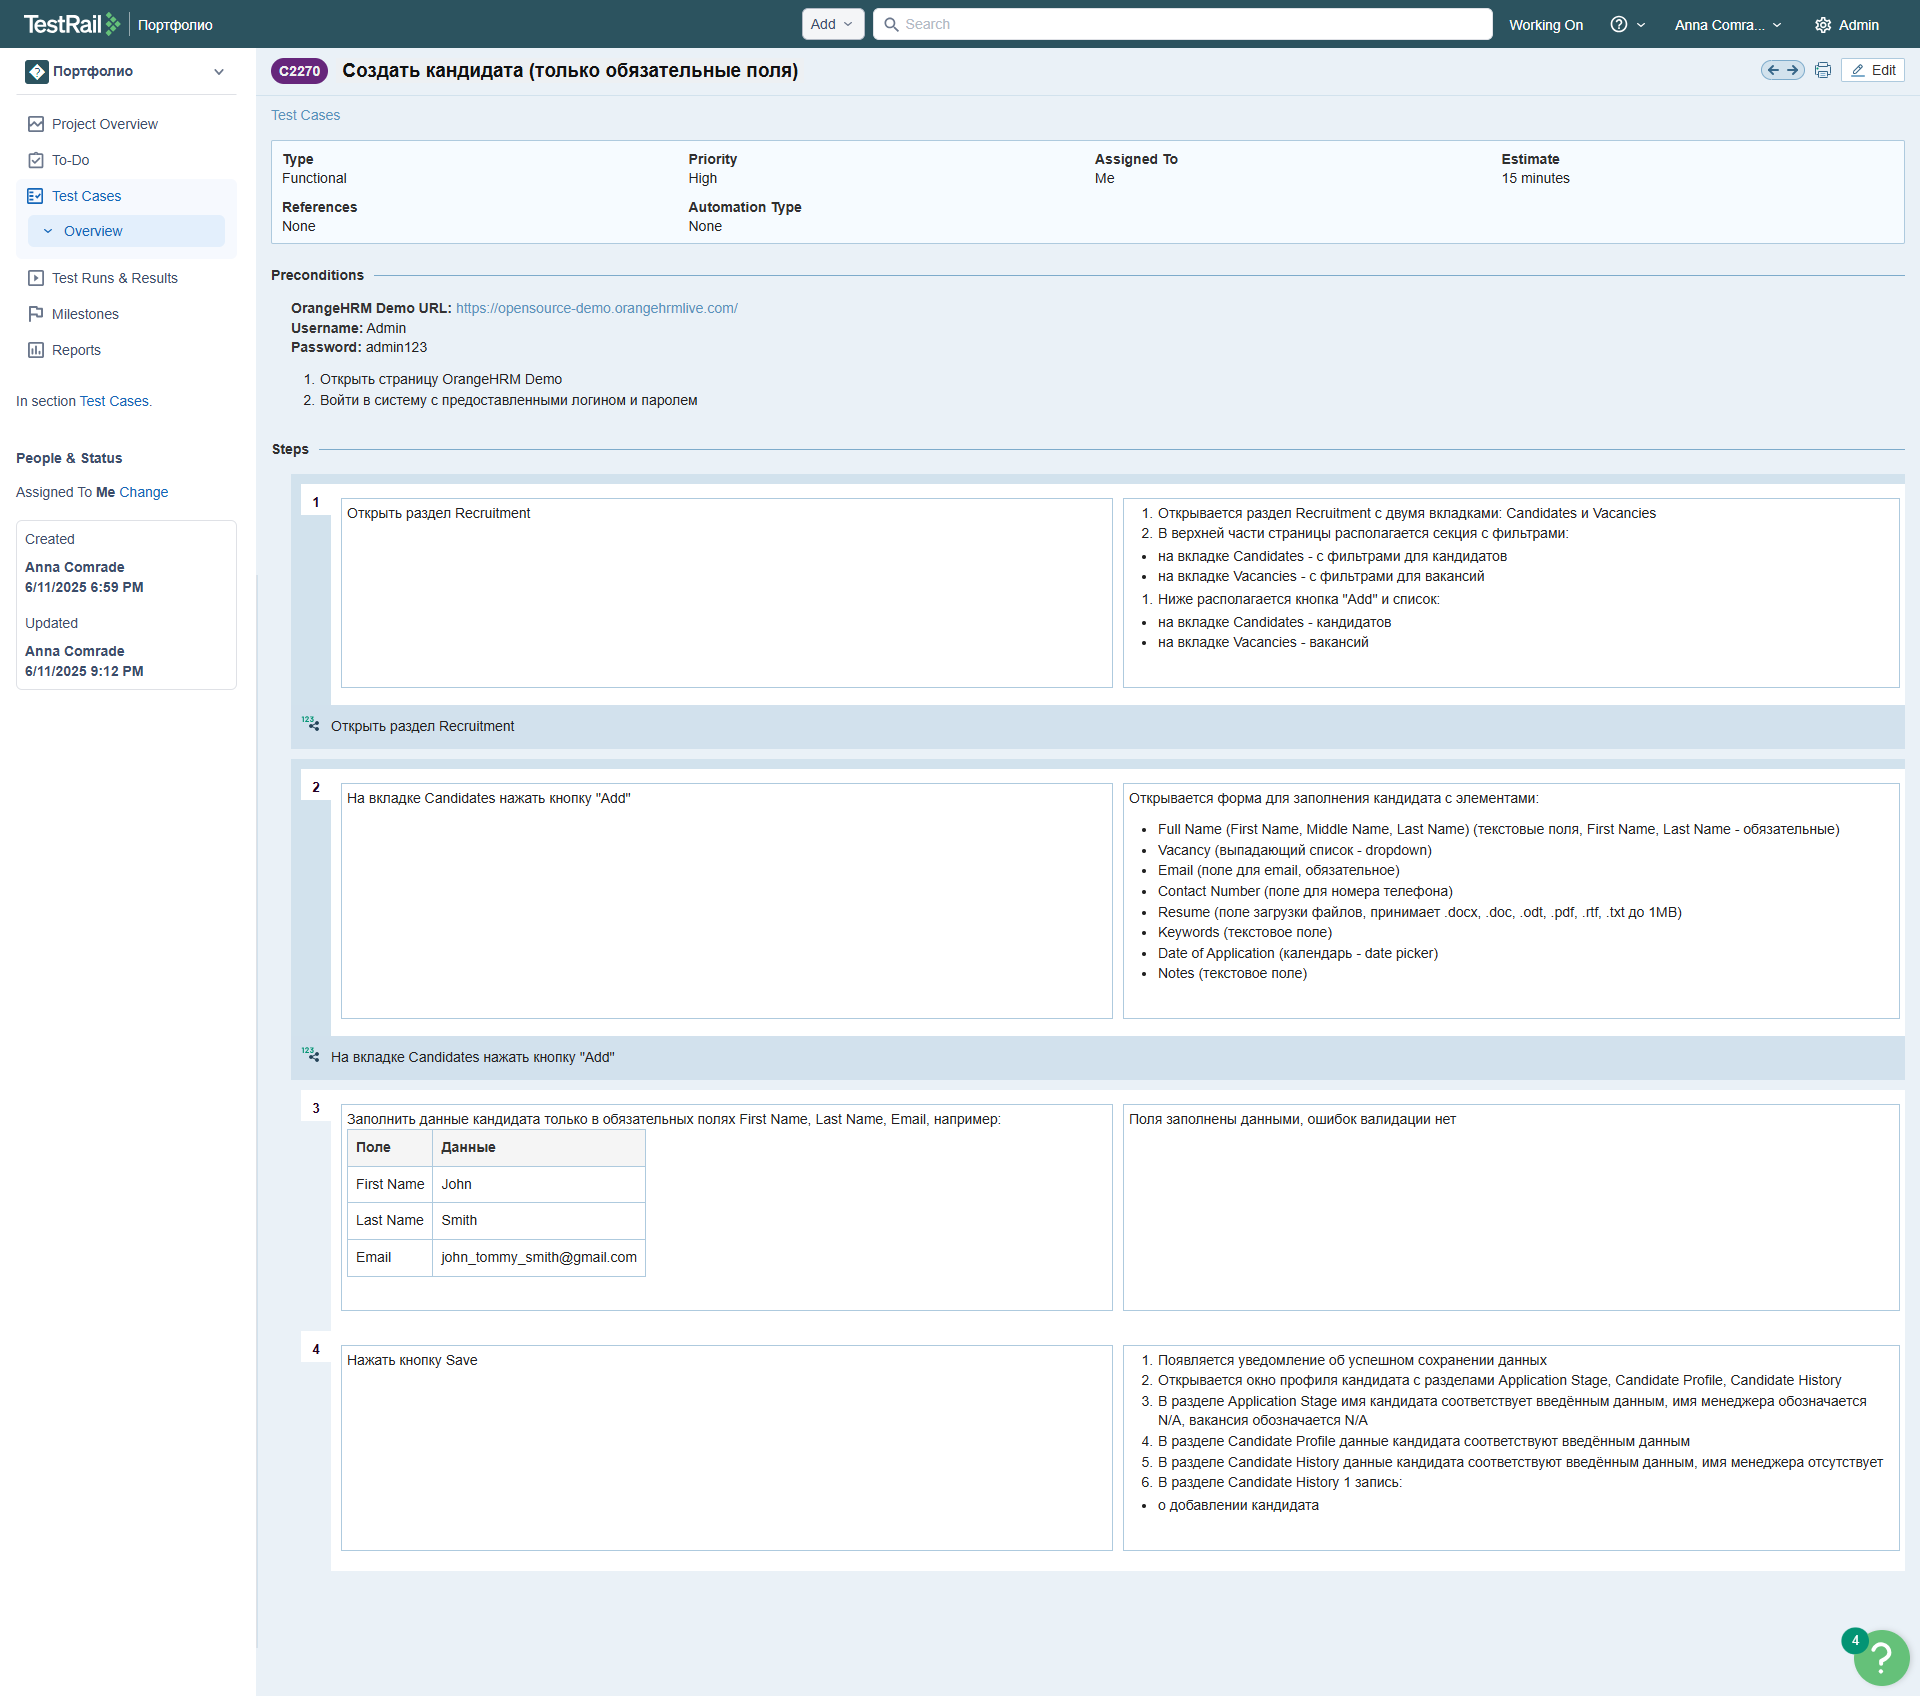 TestRail
Портфолио
Add
Search
Working On
Anna Comra...
Admin
Портфолио
Project Overview
To-Do
Test Cases
Overview
Test Runs & Results
Milestones
Reports
In section Test Cases.
People & Status
Assigned To Me Change
Created
Anna Comrade
6/11/2025 6:59 PM
Updated
Anna Comrade
6/11/2025 9:12 PM
C2270
Создать кандидата (только обязательные поля)
Edit
Test Cases
Type
Functional
Priority
High
Assigned To
Me
Estimate
15 minutes
References
None
Automation Type
None
Preconditions
OrangeHRM Demo URL: https://opensource-demo.orangehrmlive.com/
Username: Admin
Password: admin123
1. Открыть страницу OrangeHRM Demo
2. Войти в систему с предоставленными логином и паролем
Steps
1
Открыть раздел Recruitment
1. Открывается раздел Recruitment с двумя вкладками: Candidates и Vacancies
2. В верхней части страницы располагается секция с фильтрами:
• на вкладке Candidates - с фильтрами для кандидатов
• на вкладке Vacancies - с фильтрами для вакансий
1. Ниже располагается кнопка "Add" и список:
• на вкладке Candidates - кандидатов
• на вкладке Vacancies - вакансий
123
Открыть раздел Recruitment
2
На вкладке Candidates нажать кнопку "Add"
Открывается форма для заполнения кандидата с элементами:
• Full Name (First Name, Middle Name, Last Name) (текстовые поля, First Name, Last Name - обязательные)
• Vacancy (выпадающий список - dropdown)
• Email (поле для email, обязательное)
• Contact Number (поле для номера телефона)
• Resume (поле загрузки файлов, принимает .docx, .doc, .odt, .pdf, .rtf, .txt до 1MB)
• Keywords (текстовое поле)
• Date of Application (календарь - date picker)
• Notes (текстовое поле)
123
На вкладке Candidates нажать кнопку "Add"
3
Заполнить данные кандидата только в обязательных полях First Name, Last Name, Email, например:
Поле Данные
First Name John
Last Name Smith
Email john_tommy_smith@gmail.com
Поля заполнены данными, ошибок валидации нет
4
Нажать кнопку Save
1. Появляется уведомление об успешном сохранении данных
2. Открывается окно профиля кандидата с разделами Application Stage, Candidate Profile, Candidate History
3. В разделе Application Stage имя кандидата соответствует введённым данным, имя менеджера обозначается
N/A, вакансия обозначается N/A
4. В разделе Candidate Profile данные кандидата соответствуют введённым данным
5. В разделе Candidate History данные кандидата соответствуют введённым данным, имя менеджера отсутствует
6. В разделе Candidate History 1 запись:
• о добавлении кандидата
4
?